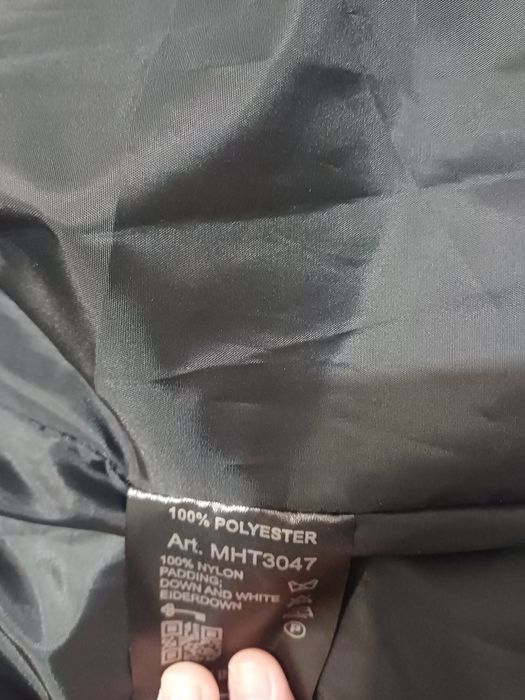 100% POLYESTER
Art. MHT3047
100% NYLON
PADDING:
DOWN AND WHITE
EIDERDOWN